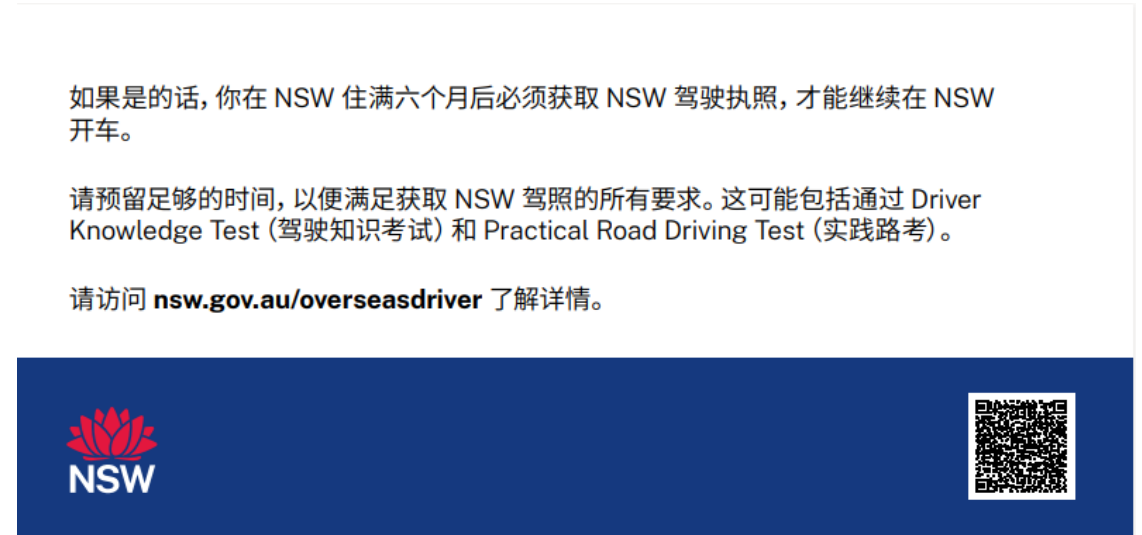 如果是的话，你在 NSW 住满六个月后必须获取 NSW 驾驶执照，才能继续在 NSW
开车。
请预留足够的时间，以便满足获取 NSW 驾照的所有要求。这可能包括通过 Driver
Knowledge Test（驾驶知识考试）和 Practical Road Driving Test（实践路考）。
请访问 nsw.gov.au/overseasdriver 了解详情。
NSW